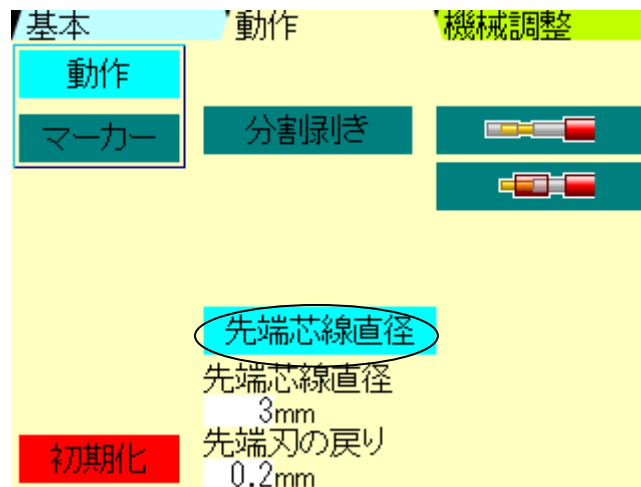 基本 動作 機械調整
動作
マーカー 分割剥き
先端芯線直径
先端芯線直径
3mm
先端刃の戻り
初期化
0.2mm